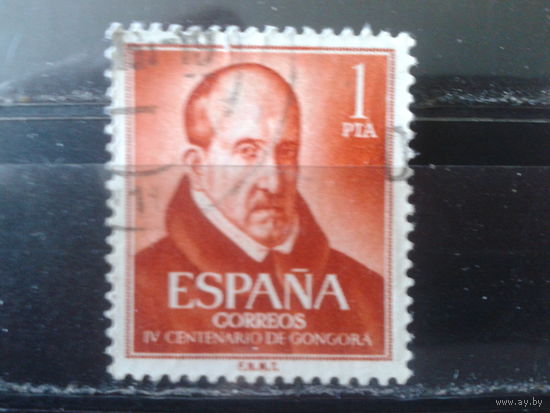 1
PTA
ESPAÑA
CORREOS
IV CENTENARIO DE GONGORA
F.N.M.T.
www.ay.by